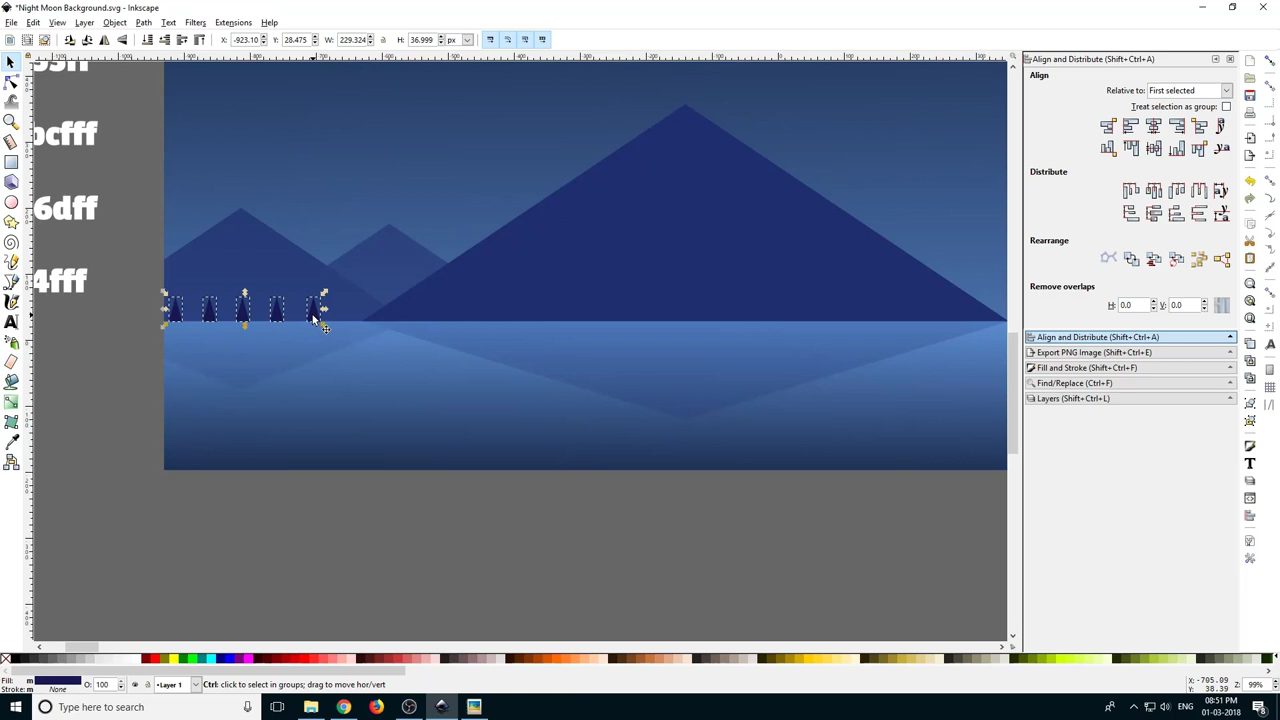 *Night Moon Background.svg - Inkscape
File Edit View Layer Object Path Text Filters Extensions Help
X: -923.10 Y: 28.475 W: 229.324 H: 36.999 px
bcfff
6dff
4fff
Align and Distribute (Shift+Ctrl+A)
Align
Relative to: First selected
Treat selection as group:
Distribute
Rearrange
Remove overlaps
H: 0.0 V: 0.0
Align and Distribute (Shift+Ctrl+A)
Export PNG Image (Shift+Ctrl+E)
Fill and Stroke (Shift+Ctrl+F)
Find/Replace (Ctrl+F)
Layers (Shift+Ctrl+L)
Fill: m
Stroke: None
O: 100
Layer 1
Ctrl: click to select in groups; drag to move hor/vert
X: -705.09
Y: 38.39
Z: 99%
Type here to search
ENG
08:51 PM
01-03-2018